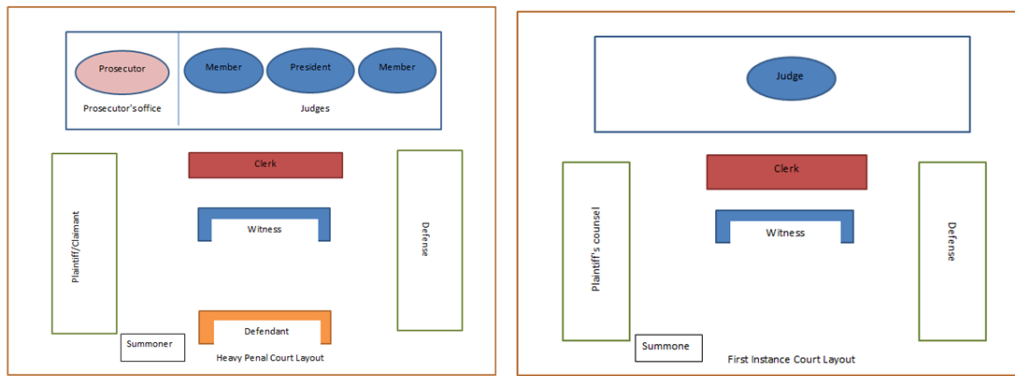 Prosecutor
Member
President
Member
Prosecutor's office
Judges
Clerk
Plaintiff/Claimant
Witness
Defense
Defendant
Summoner
Heavy Penal Court Layout
Judge
Clerk
Plaintiff's counsel
Witness
Defense
Summone
First Instance Court Layout